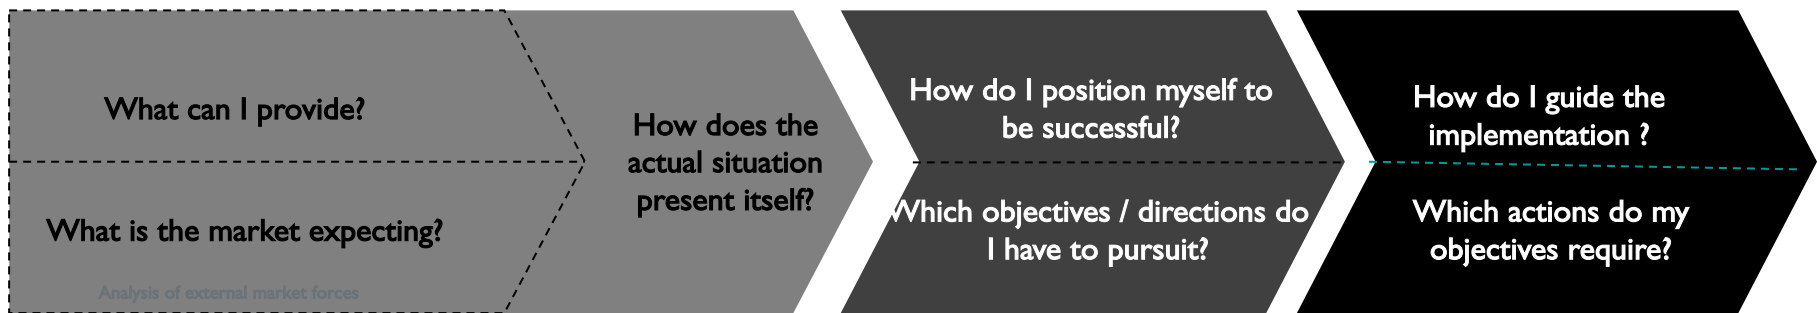 What can I provide?
What is the market expecting?
Analysis of external market forces
How does the
actual situation
present itself?
How do I position myself to
be successful?
Which objectives / directions do
I have to pursuit?
How do I guide the
implementation ?
Which actions do my
objectives require?